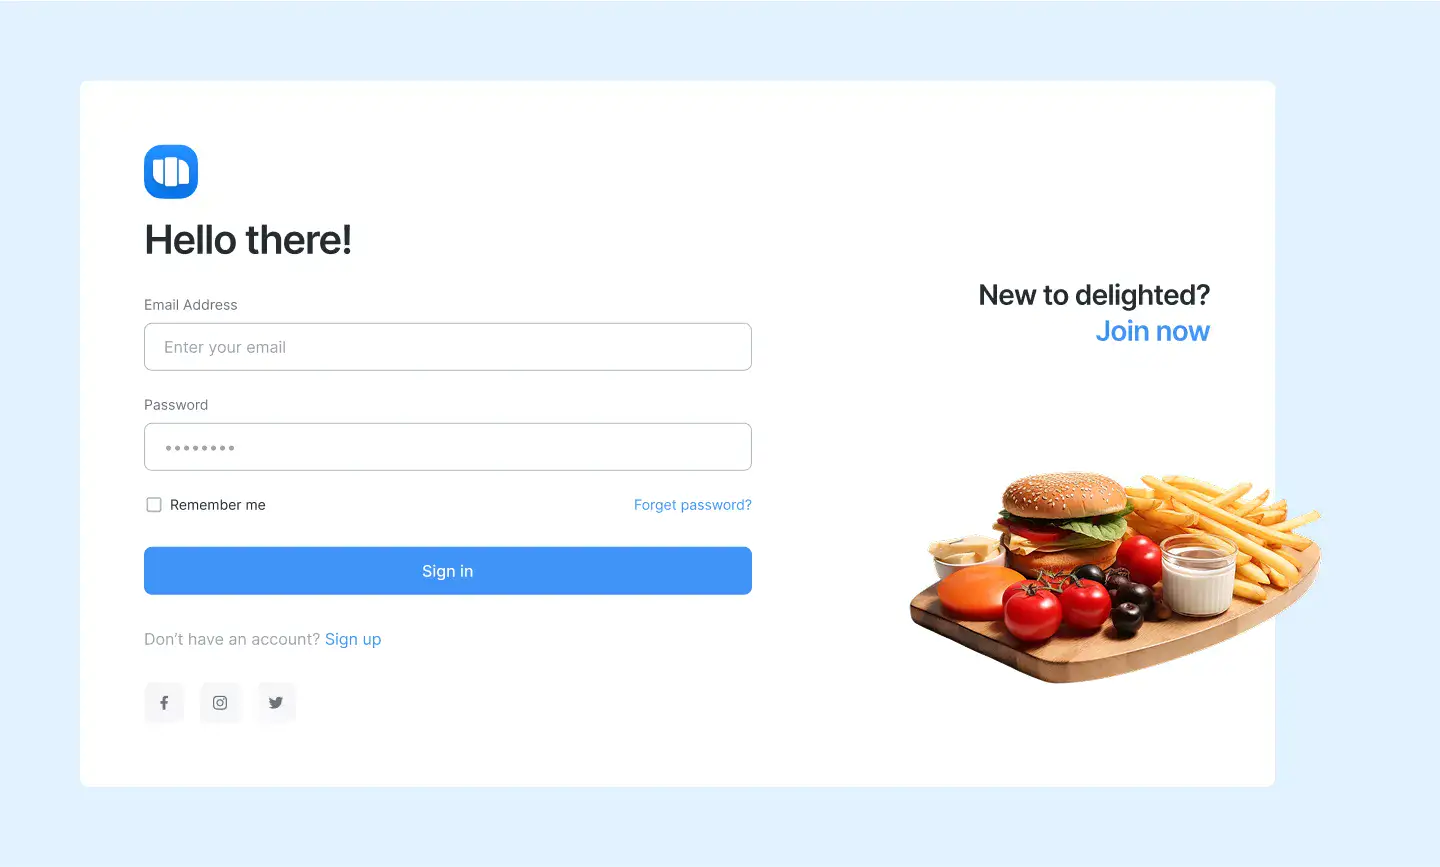 Hello there!
Email Address
Enter your email
Password
Remember me
Forget password?
Sign in
Don’t have an account? Sign up
New to delighted?
Join now